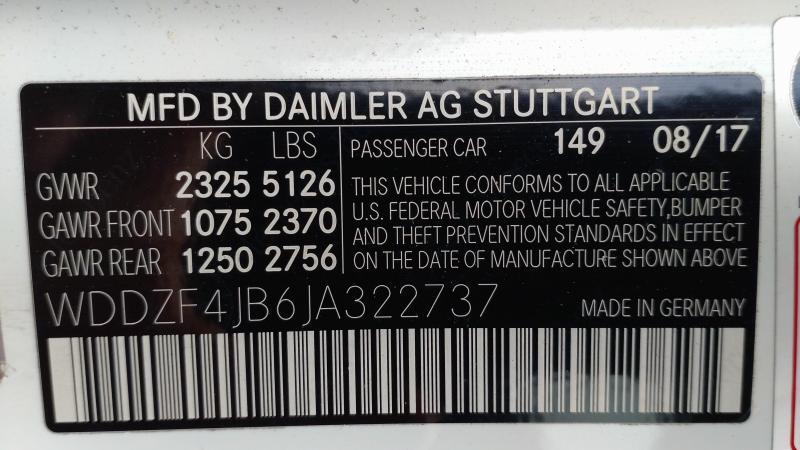 MFD BY DAIMLER AG STUTTGART
KG LBS
GVWR 2325 5126
GAWR FRONT 1075 2370
GAWR REAR 1250 2756
PASSENGER CAR 149 08/17
THIS VEHICLE CONFORMS TO ALL APPLICABLE
U.S. FEDERAL MOTOR VEHICLE SAFETY,BUMPER
AND THEFT PREVENTION STANDARDS IN EFFECT
ON THE DATE OF MANUFACTURE SHOWN ABOVE
WDDZF4JB6JA322737
MADE IN GERMANY